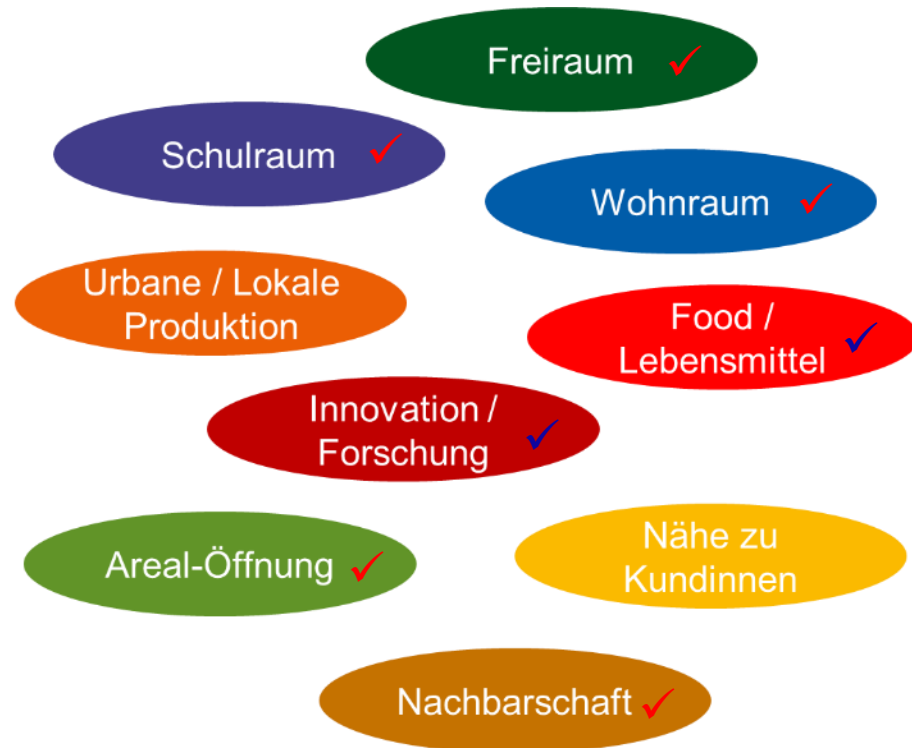 Freiraum
Schulraum
Wohnraum
Urbane / Lokale
Produktion
Food /
Lebensmittel
Innovation /
Forschung
Areal-Öffnung
Nähe zu
Kundinnen
Nachbarschaft